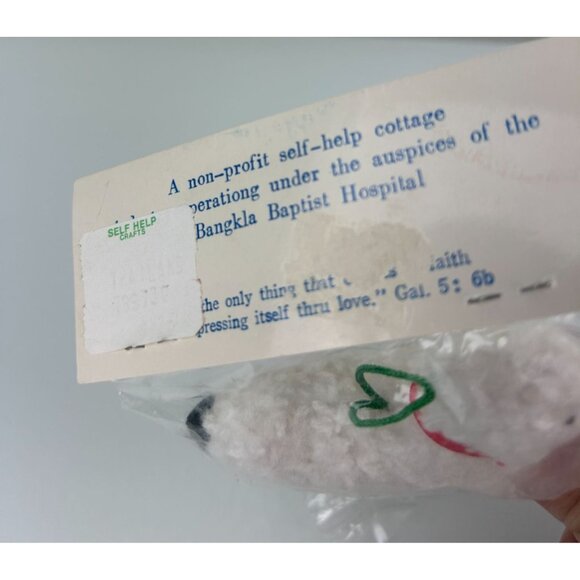 A non-profit self-help cottage
perationg under the auspices of the
Bangkla Baptist Hospital
SELF HELP
CRAFTS
the only thing that faith
pressing itself thru love." Gal. 5: 6b